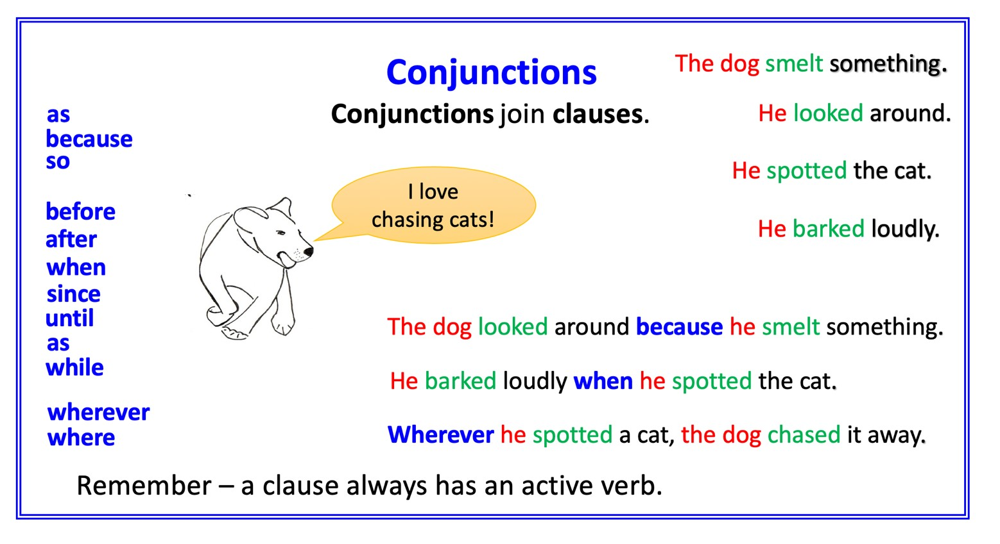 Conjunctions
Conjunctions join clauses.
as
because
so
before
after
when
since
until
as
while
wherever
where
I love
chasing cats!
The dog smelt something.
He looked around.
He spotted the cat.
He barked loudly.
The dog looked around because he smelt something.
He barked loudly when he spotted the cat.
Wherever he spotted a cat, the dog chased it away.
Remember – a clause always has an active verb.